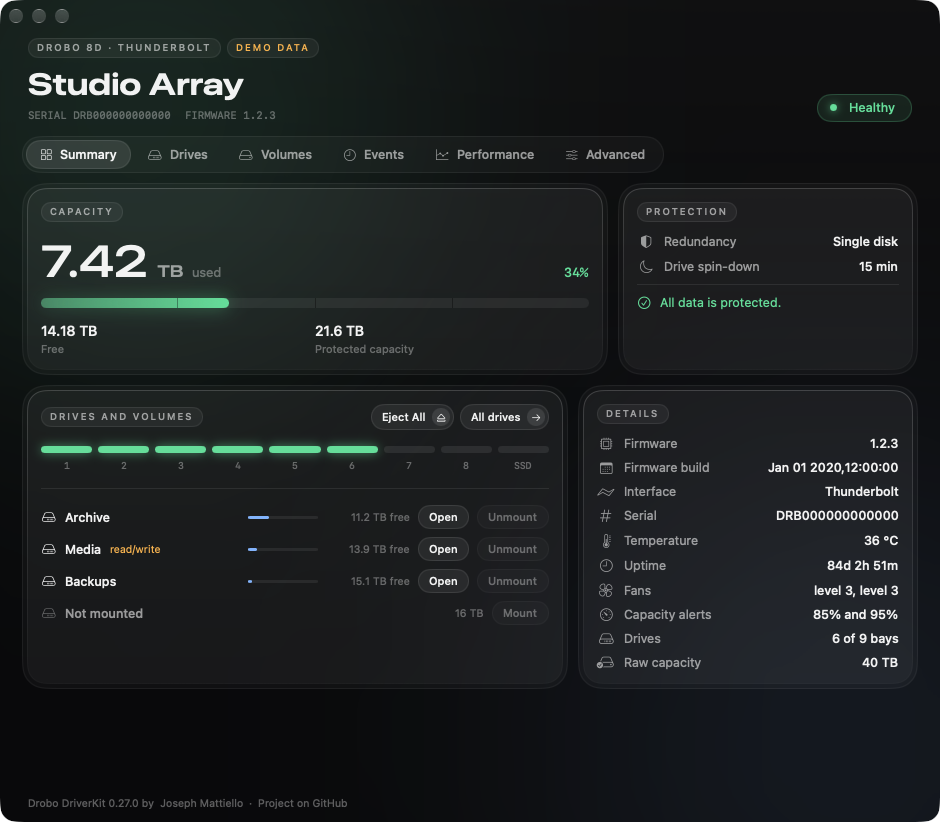 DROBO 8D · THUNDERBOLT DEMO DATA
Studio Array
SERIAL DRB000000000000 FIRMWARE 1.2.3
Healthy
Summary Drives Volumes Events Performance Advanced
CAPACITY
7.42 TB used
34%
14.18 TB 21.6 TB
Free Protected capacity
PROTECTION
Redundancy Single disk
Drive spin-down 15 min
All data is protected.
DRIVES AND VOLUMES Eject All All drives →
1 2 3 4 5 6 7 8 SSD
Archive 11.2 TB free Open Unmount
Media read/write 13.9 TB free Open Unmount
Backups 15.1 TB free Open Unmount
Not mounted 16 TB Mount
DETAILS
Firmware 1.2.3
Firmware build Jan 01 2020,12:00:00
Interface Thunderbolt
Serial DRB000000000000
Temperature 36 °C
Uptime 84d 2h 51m
Fans level 3, level 3
Capacity alerts 85% and 95%
Drives 6 of 9 bays
Raw capacity 40 TB
Drobo DriverKit 0.27.0 by Joseph Mattiello · Project on GitHub